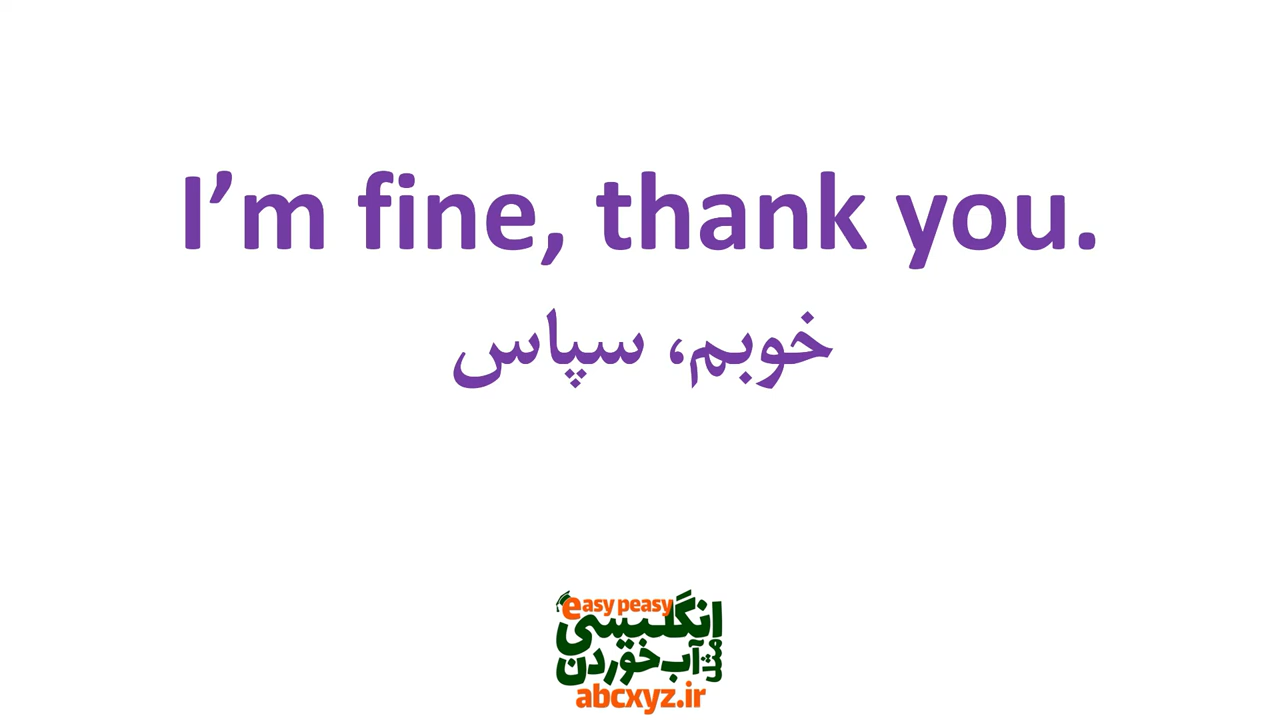 I’m fine, thank you.
خوبم، سپاس
easy peasy
انگلیسی
مثل آب خوردن
abcxyz.ir